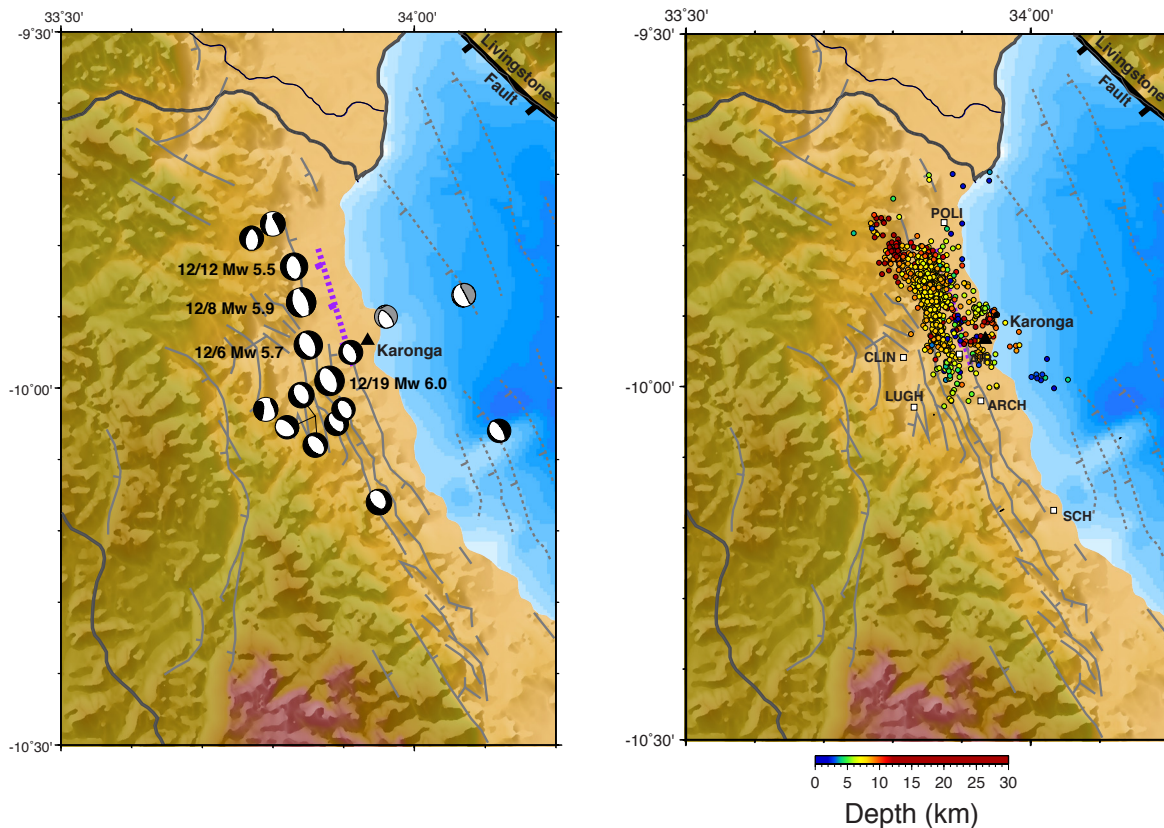 33˚30'
34˚00'
-9˚30'
Livingstone
Fault
12/12 Mw 5.5
12/8 Mw 5.9
12/6 Mw 5.7
Karonga
12/19 Mw 6.0
-10˚00'
-10˚30'
33˚30'
34˚00'
-9˚30'
Livingstone
Fault
POLI
Karonga
CLIN
-10˚00'
LUGH
ARCH
SCH
-10˚30'
0 5 10 15 20 25 30
Depth (km)